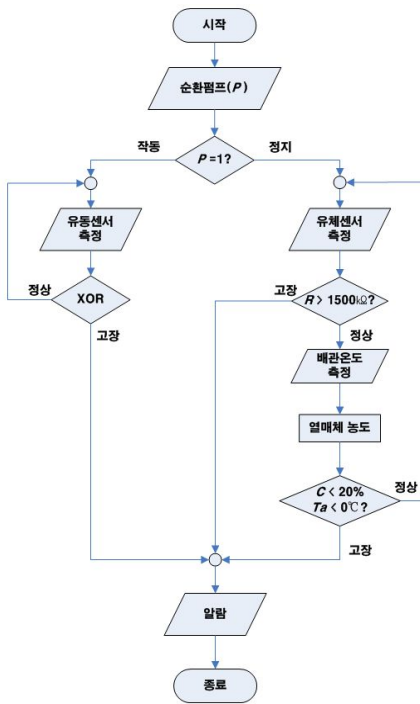 시작
순환펌프(P)
P =1?
작동
정지
유동센서
측정
유체센서
측정
XOR
정상
고장
R > 1500㏀?
고장
정상
배관온도
측정
열매체 농도
C < 20%
Ta < 0℃ ?
정상
고장
알람
종료